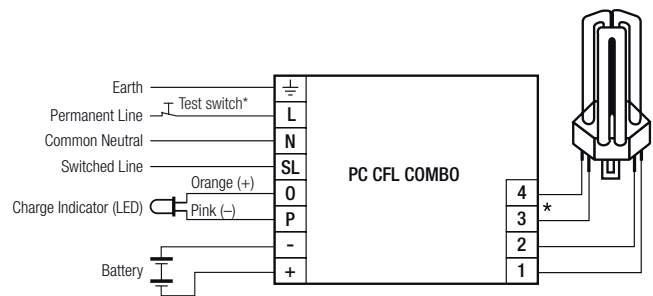 Earth
Permanent Line
Test switch*
Common Neutral
Switched Line
Orange (+)
Charge Indicator (LED)
Pink (–)
Battery
L
N
SL
O
P
-
+
PC CFL COMBO
4
3
*
2
1